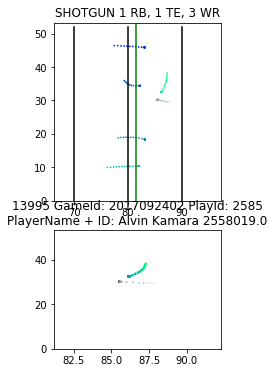 SHOTGUN 1 RB, 1 TE, 3 WR
50
40
30
20
10
0
70 80 90
13995 GameId: 2017092402 PlayId: 2585
PlayerName + ID: Alvin Kamara 2558019.0
40
20
0
82.5 85.0 87.5 90.0